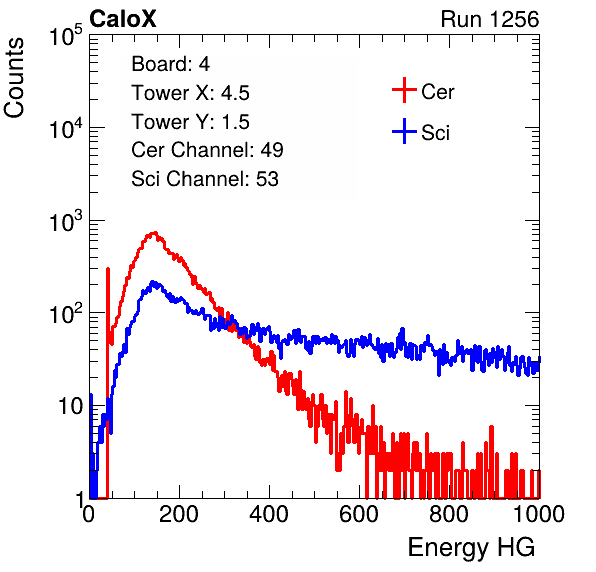 CaloX Run 1256
Counts
10^5
10^4
10^3
10^2
10
1
Board: 4
Tower X: 4.5
Tower Y: 1.5
Cer Channel: 49
Sci Channel: 53
Cer
Sci
0 200 400 600 800 1000
Energy HG